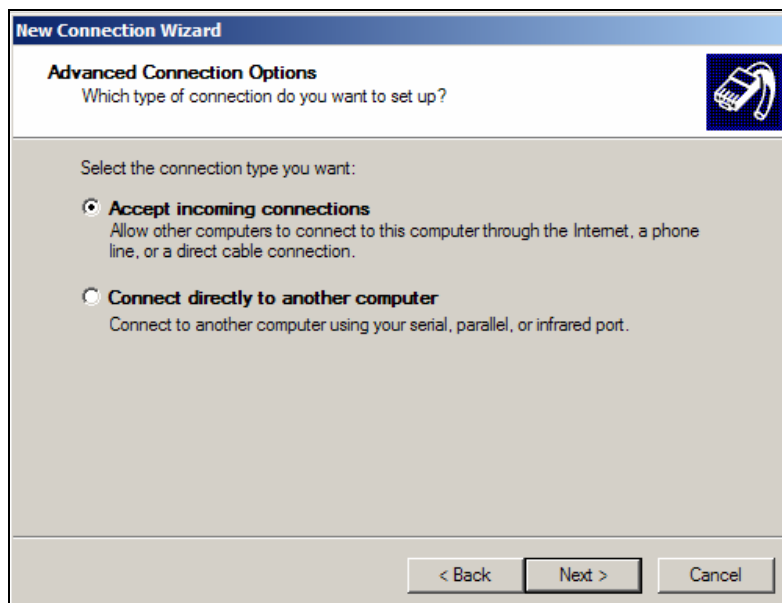 New Connection Wizard
Advanced Connection Options
Which type of connection do you want to set up?
Select the connection type you want:
Accept incoming connections
Allow other computers to connect to this computer through the Internet, a phone
line, or a direct cable connection.
Connect directly to another computer
Connect to another computer using your serial, parallel, or infrared port.
< Back
Next >
Cancel